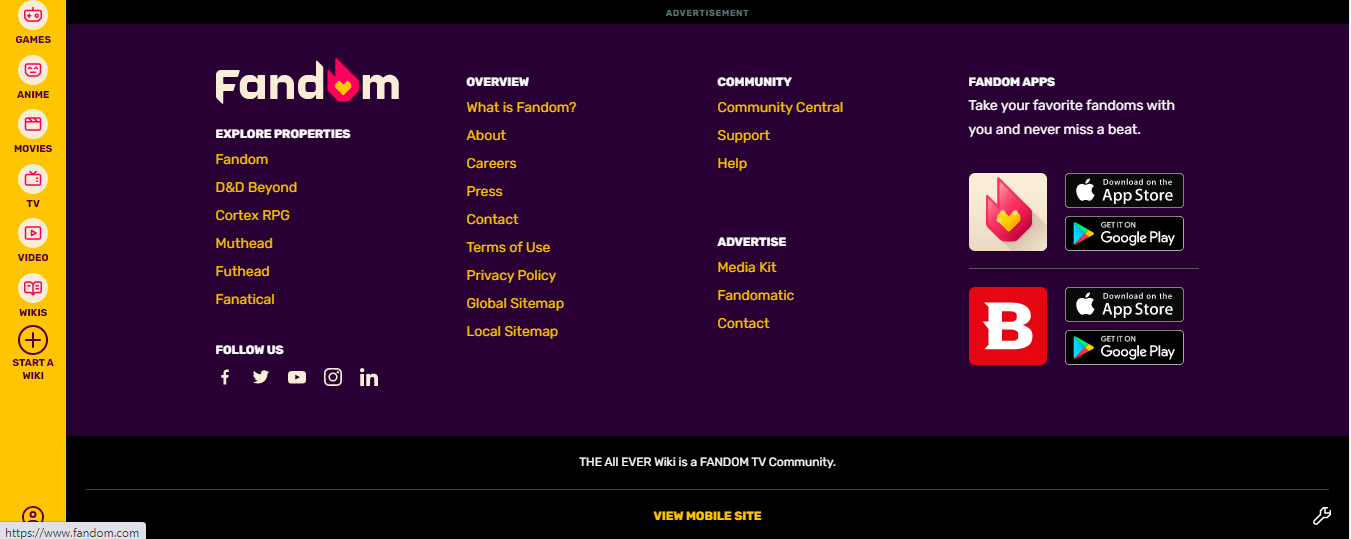 GAMES
ANIME
MOVIES
TV
VIDEO
WIKIS
START A
WIKI
https://www.fandom.com
ADVERTISEMENT
Fandom
EXPLORE PROPERTIES
Fandom
D&D Beyond
Cortex RPG
Muthead
Futhead
Fanatical
FOLLOW US
OVERVIEW
What is Fandom?
About
Careers
Press
Contact
Terms of Use
Privacy Policy
Global Sitemap
Local Sitemap
COMMUNITY
Community Central
Support
Help
ADVERTISE
Media Kit
Fandomatic
Contact
FANDOM APPS
Take your favorite fandoms with
you and never miss a beat.
Download on the
App Store
GET IT ON
Google Play
B
Download on the
App Store
GET IT ON
Google Play
THE All EVER Wiki is a FANDOM TV Community.
VIEW MOBILE SITE